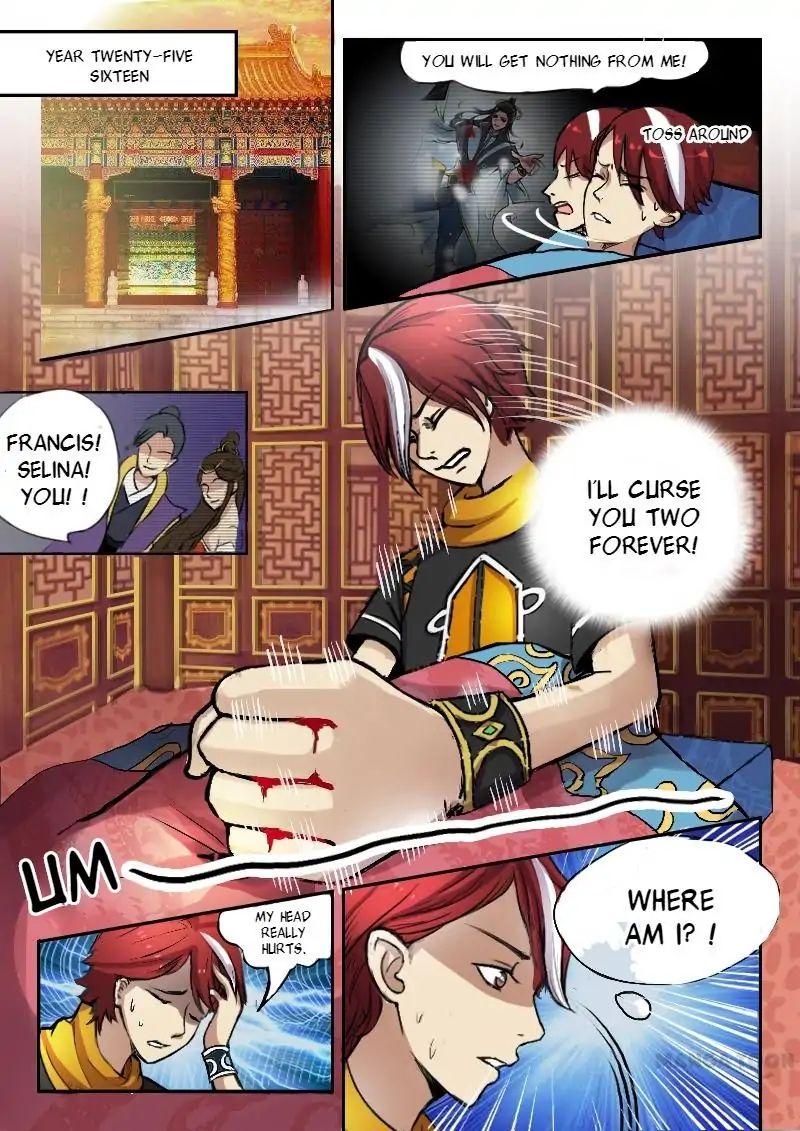 YEAR TWENTY-FIVE
SIXTEEN
YOU WILL GET NOTHING FROM ME!
TOSS AROUND
FRANCIS!
SELINA!
YOU! !
I'LL CURSE
YOU TWO
FOREVER!
UM
MY HEAD
REALLY
HURTS.
WHERE
AM I? !